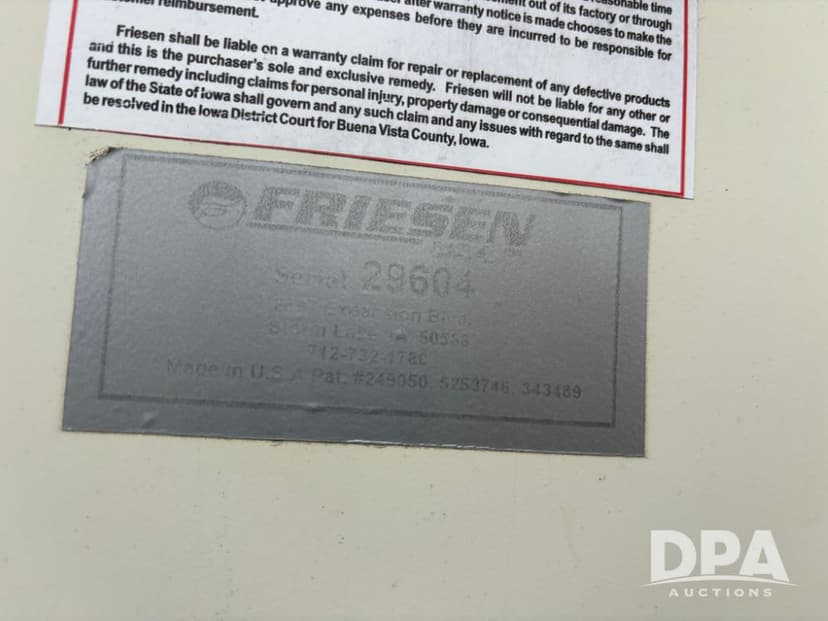 out of its factory or through
after warranty notice is made chooses to make the
approve any expenses before they are incurred to be responsible for
reimbursement.
Friesen shall be liable on a warranty claim for repair or replacement of any defective products
and this is the purchaser's sole and exclusive remedy. Friesen will not be liable for any other or
further remedy including claims for personal injury, property damage or consequential damage. The
law of the State of Iowa shall govern and any such claim and any issues with regard to the same shall
be resolved in the Iowa District Court for Buena Vista County, Iowa.
FRIESEN
Serial 29604
Blvd.
Storm Lake IA 50588
712-732-1780
Made in U.S.A Pat. #249050, 5253746, 343489
DPA
AUCTIONS